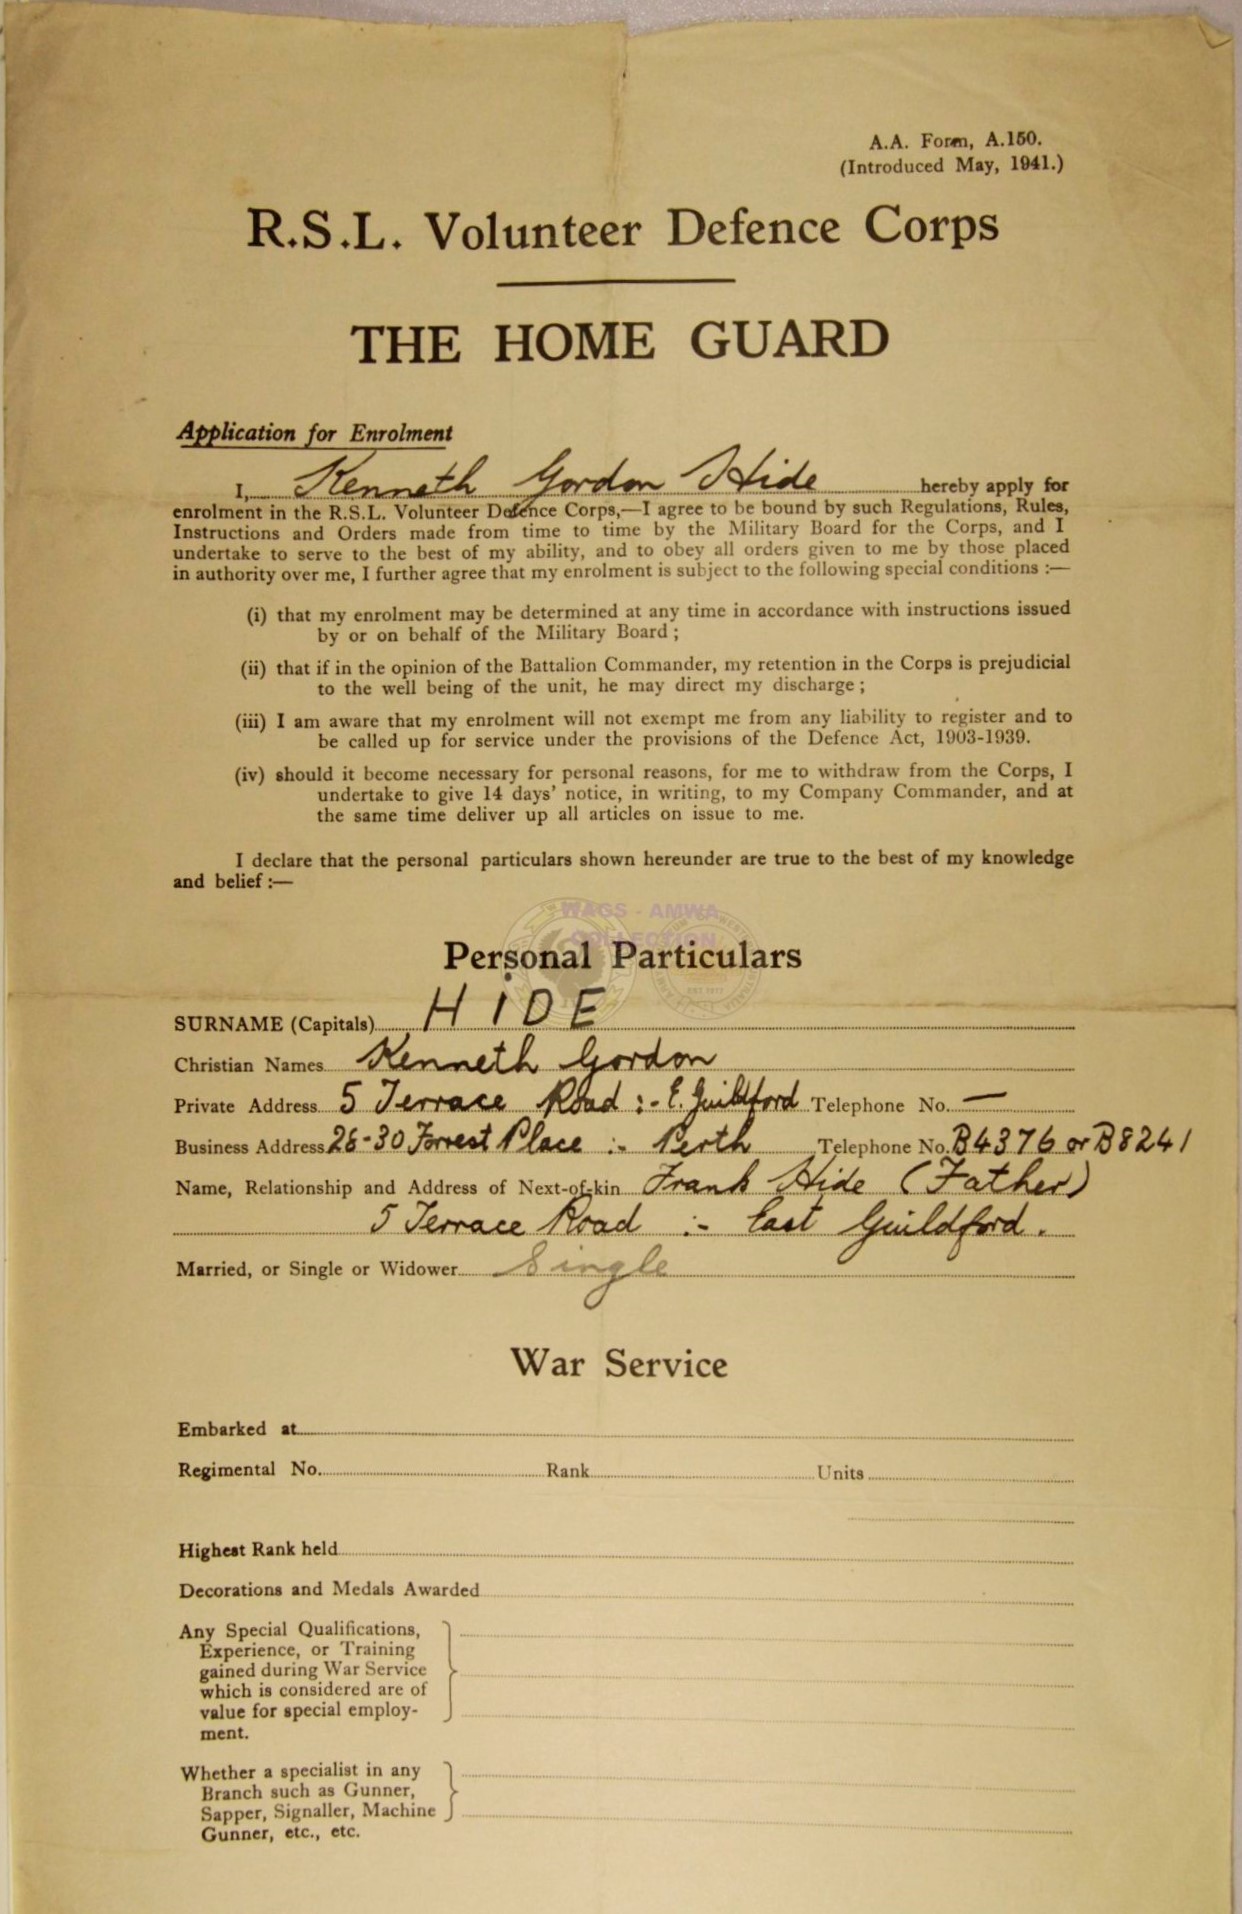 A.A. Form, A.150.
(Introduced May, 1941.)
R.S.L. Volunteer Defence Corps
THE HOME GUARD
Application for Enrolment
I, Kenneth Gordon Hide hereby apply for
enrolment in the R.S.L. Volunteer Defence Corps,—I agree to be bound by such Regulations, Rules,
Instructions and Orders made from time to time by the Military Board for the Corps, and I
undertake to serve to the best of my ability, and to obey all orders given to me by those placed
in authority over me, I further agree that my enrolment is subject to the following special conditions :—
(i) that my enrolment may be determined at any time in accordance with instructions issued
by or on behalf of the Military Board ;
(ii) that if in the opinion of the Battalion Commander, my retention in the Corps is prejudicial
to the well being of the unit, he may direct my discharge ;
(iii) I am aware that my enrolment will not exempt me from any liability to register and to
be called up for service under the provisions of the Defence Act, 1903-1939.
(iv) should it become necessary for personal reasons, for me to withdraw from the Corps, I
undertake to give 14 days' notice, in writing, to my Company Commander, and at
the same time deliver up all articles on issue to me.
I declare that the personal particulars shown hereunder are true to the best of my knowledge
and belief :—
WAGS - AMWA
COLLECTION
Personal Particulars
SURNAME (Capitals) HIDE
Christian Names Kenneth Gordon
Private Address 5 Terrace Road :- E. Guildford Telephone No. —
Business Address 26-30 Forrest Place :- Perth Telephone No. B4376 or B8241
Name, Relationship and Address of Next-of-kin Frank Hide (Father)
5 Terrace Road :- East Guildford.
Married, or Single or Widower Single
War Service
Embarked at
Regimental No. Rank Units
Highest Rank held
Decorations and Medals Awarded
Any Special Qualifications,
Experience, or Training
gained during War Service
which is considered are of
value for special employ-
ment.
Whether a specialist in any
Branch such as Gunner,
Sapper, Signaller, Machine
Gunner, etc., etc.